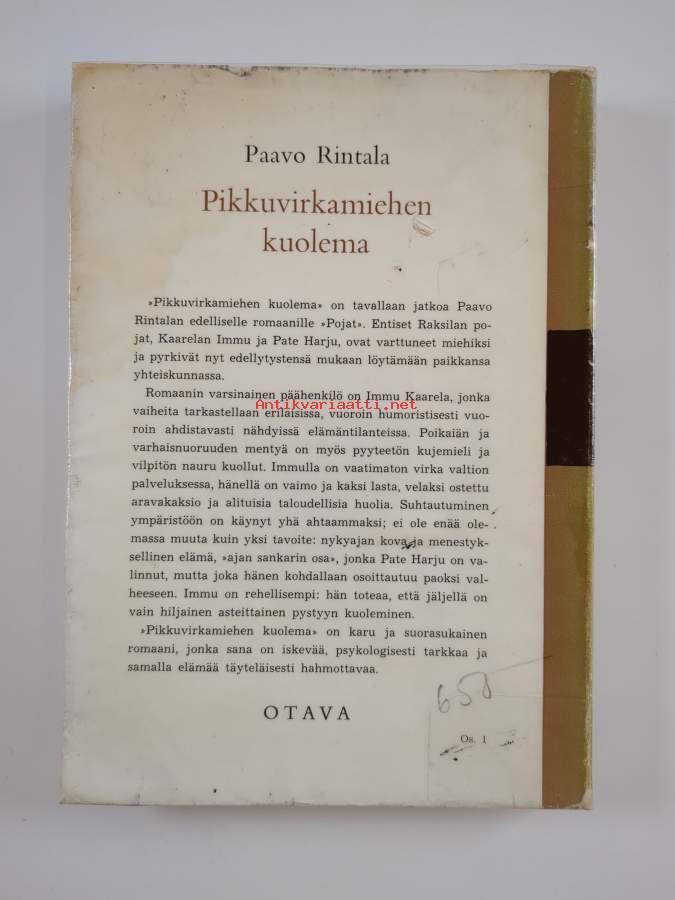 Paavo Rintala
Pikkuvirkamiehen
kuolema
»Pikkuvirkamiehen kuolema» on tavallaan jatkoa Paavo
Rintalan edelliselle romaanille »Pojat». Entiset Raksilan po-
jat, Kaarelan Immu ja Pate Harju, ovat varttuneet miehiksi
ja pyrkivät nyt edellytystensä mukaan löytämään paikkansa
yhteiskunnassa.
Romaanin varsinainen päähenkilö on Immu Kaarela, jonka
Antikvariaatti.net
vaiheita tarkastellaan erilaisissa, vuoroin humoristisesti vuo-
roin ahdistavasti nähdyissä elämäntilanteissa. Poikaiän ja
varhaisnuoruuden mentyä on myös pyyteetön kujemieli ja
vilpitön nauru kuollut. Immulla on vaatimaton virka valtion
palveluksessa, hänellä on vaimo ja kaksi lasta, velaksi ostettu
aravakaksio ja alituisia taloudellisia huolia. Suhtautuminen
ympäristöön on käynyt yhä ahtaammaksi; ei ole enää ole-
massa muuta kuin yksi tavoite: nykyajan kova ja menestyk-
sellinen elämä, »ajan sankarin osa», jonka Pate Harju on va-
linnut, mutta joka hänen kohdallaan osoittautuu paoksi val-
heeseen. Immu on rehellisempi: hän toteaa, että jäljellä on
vain hiljainen asteittainen pystyyn kuoleminen.
»Pikkuvirkamiehen kuolema» on karu ja suorasukainen
romaani, jonka sana on iskevää, psykologisesti tarkkaa ja
samalla elämää täyteläisesti hahmottavaa.
OTAVA
Os. 1